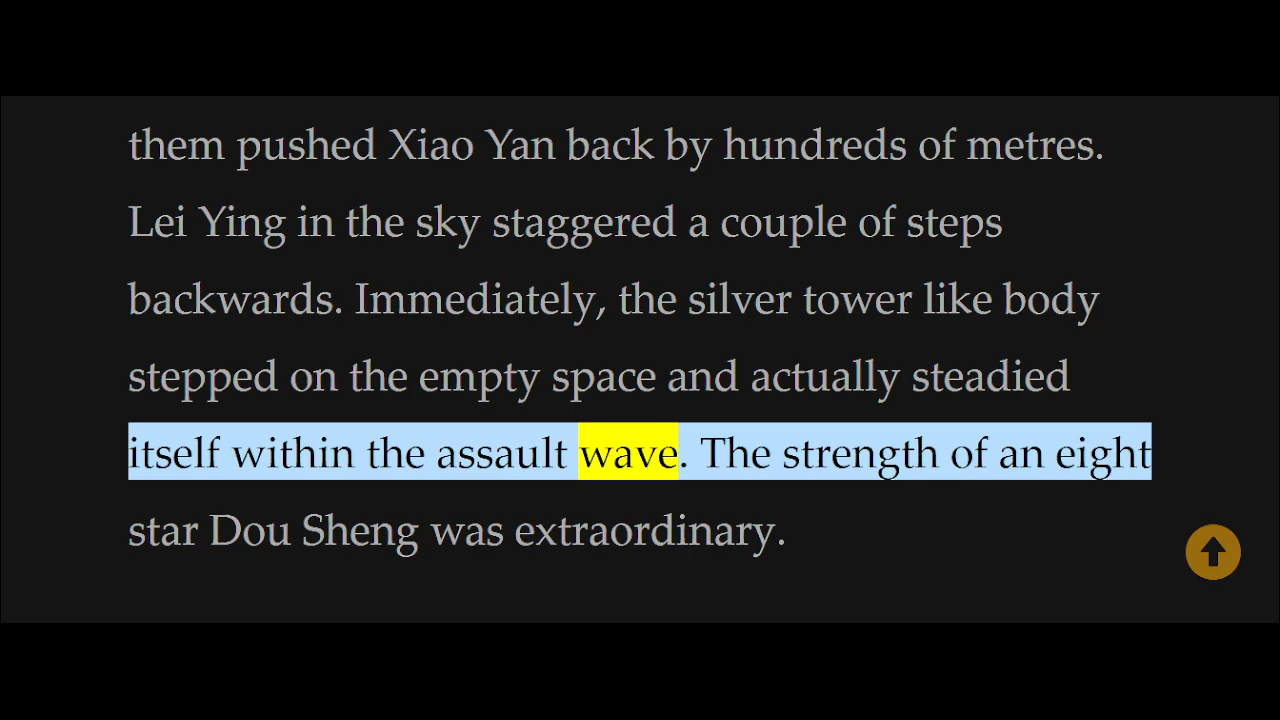 them pushed Xiao Yan back by hundreds of metres.
Lei Ying in the sky staggered a couple of steps
backwards. Immediately, the silver tower like body
stepped on the empty space and actually steadied
itself within the assault wave. The strength of an eight
star Dou Sheng was extraordinary.